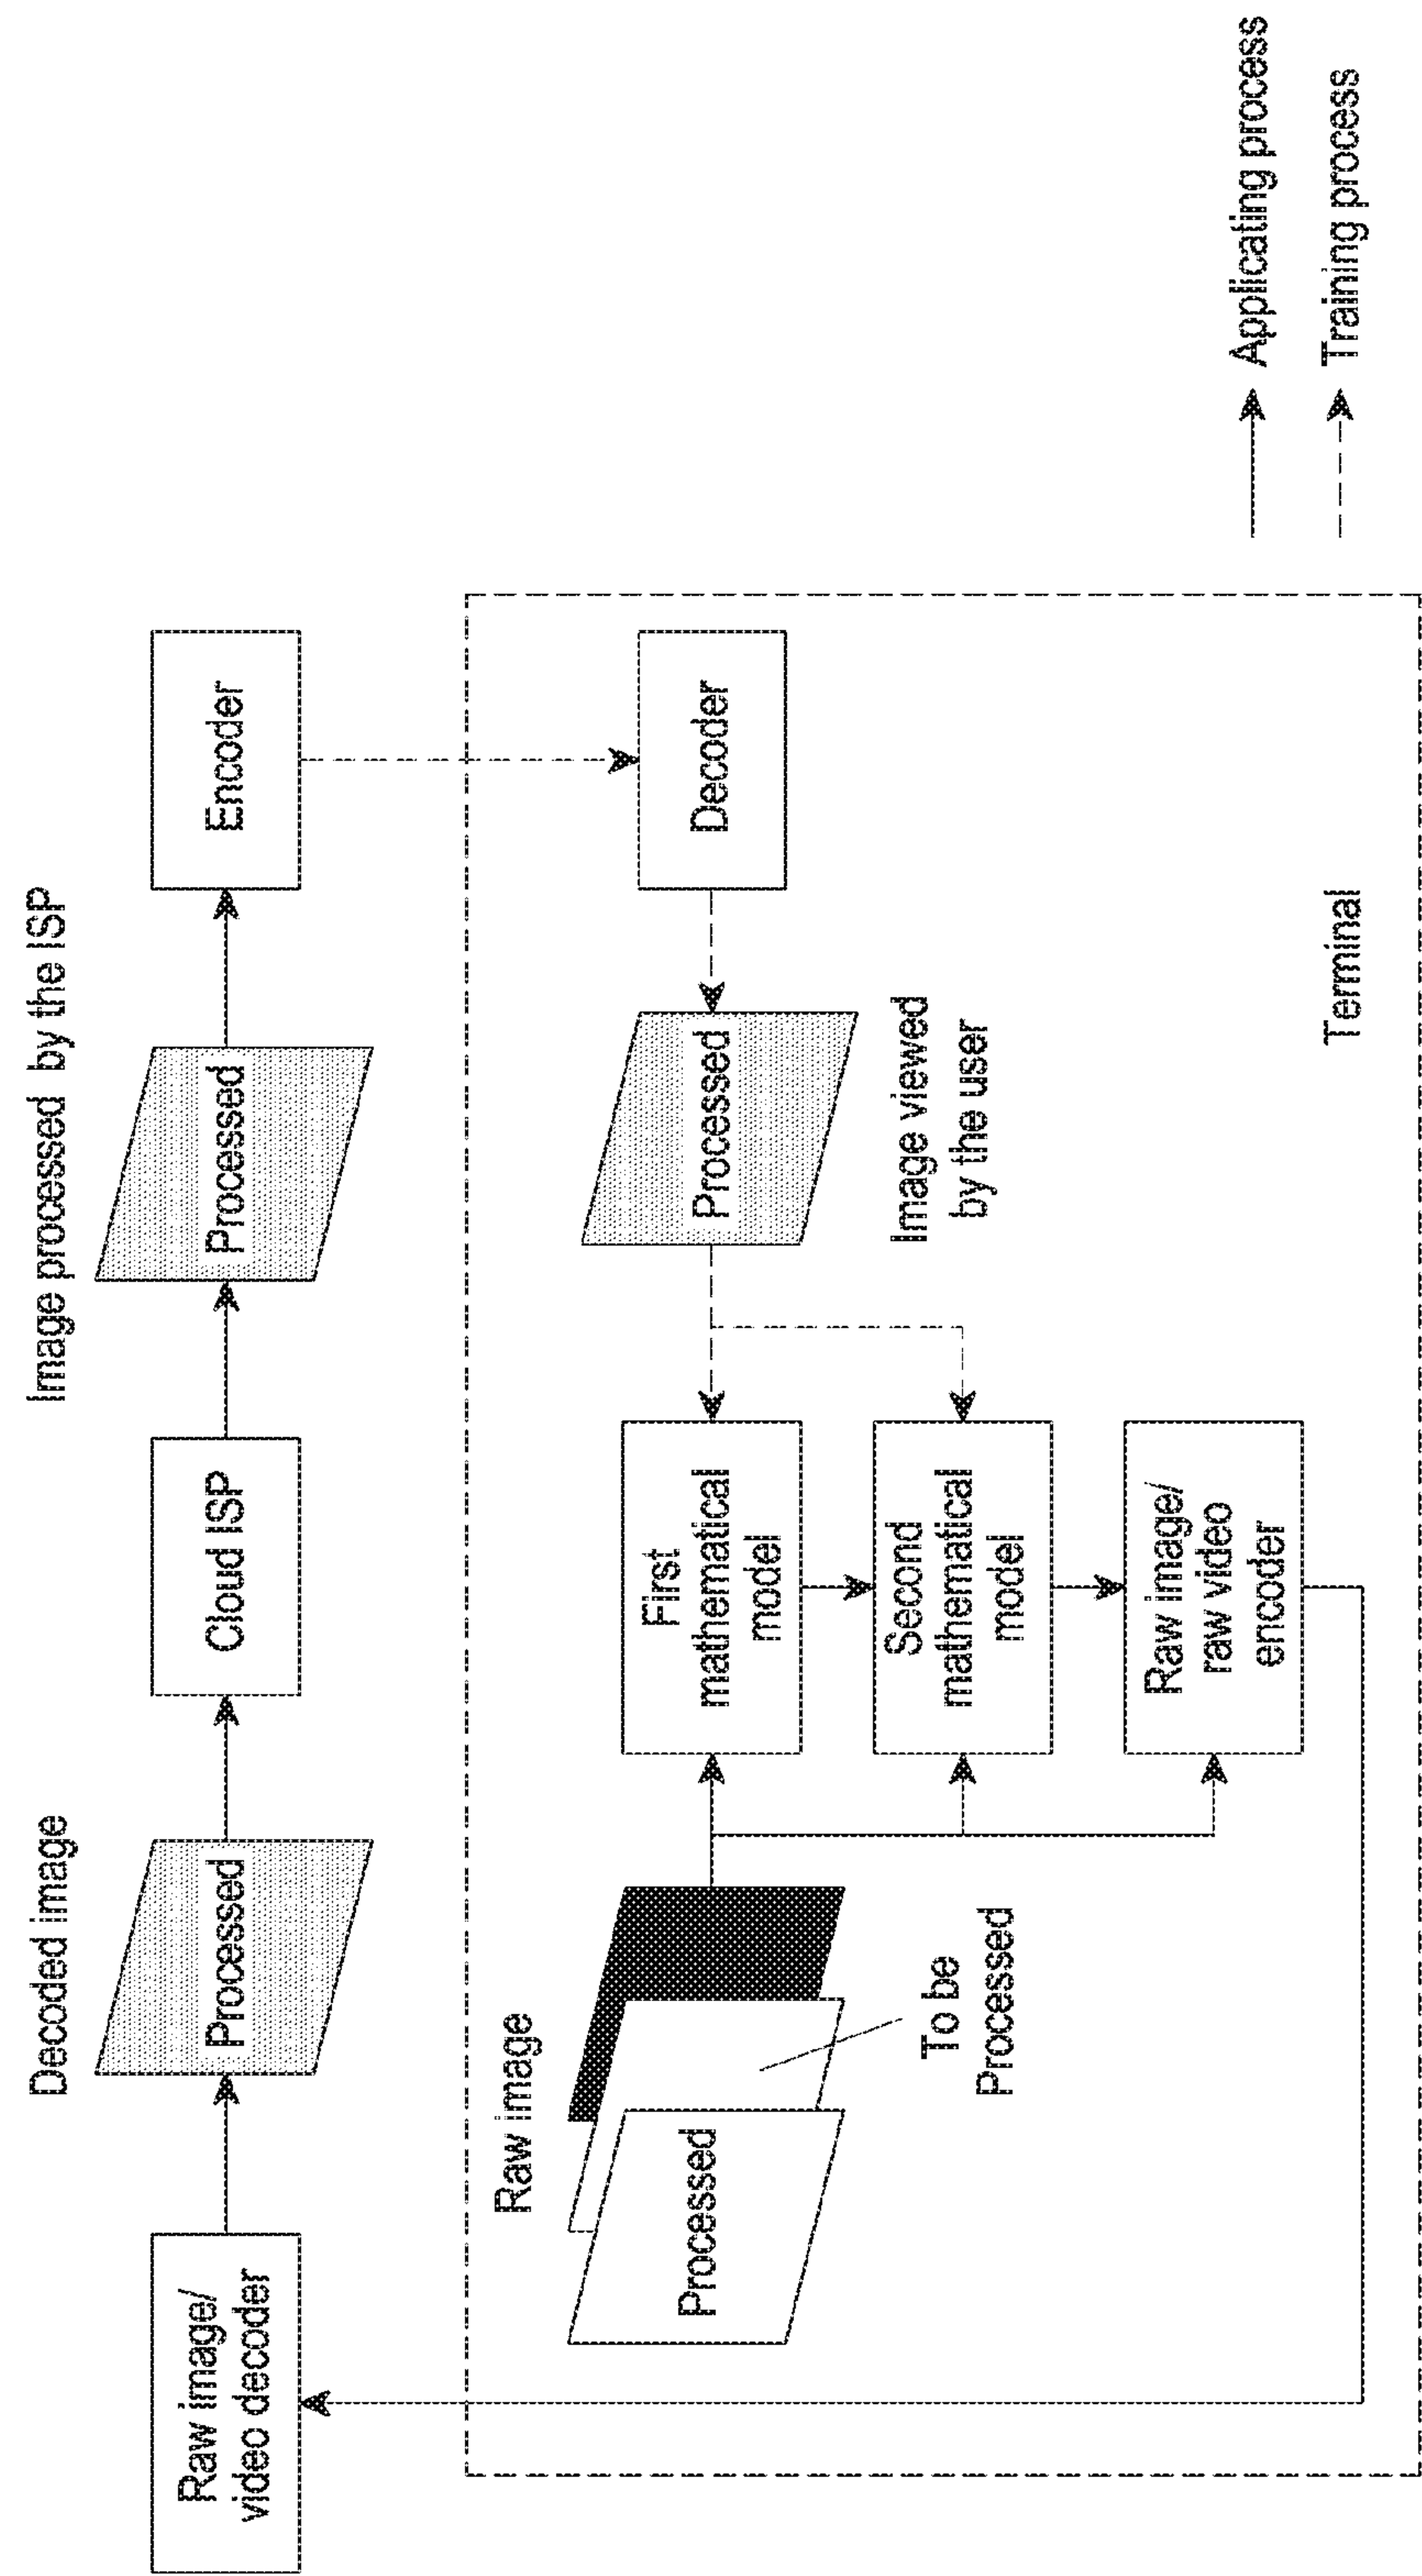 Decoded image
Image processed  by the ISP
Raw image/
video decoder
Processed
Cloud ISP
Processed
Encoder
Raw image
Processed
To be
Processed
First
mathematical
model
Second
mathematical
model
Raw image/
raw video
encoder
Processed
Image viewed
by the user
Decoder
Terminal
Applicating process
Training process